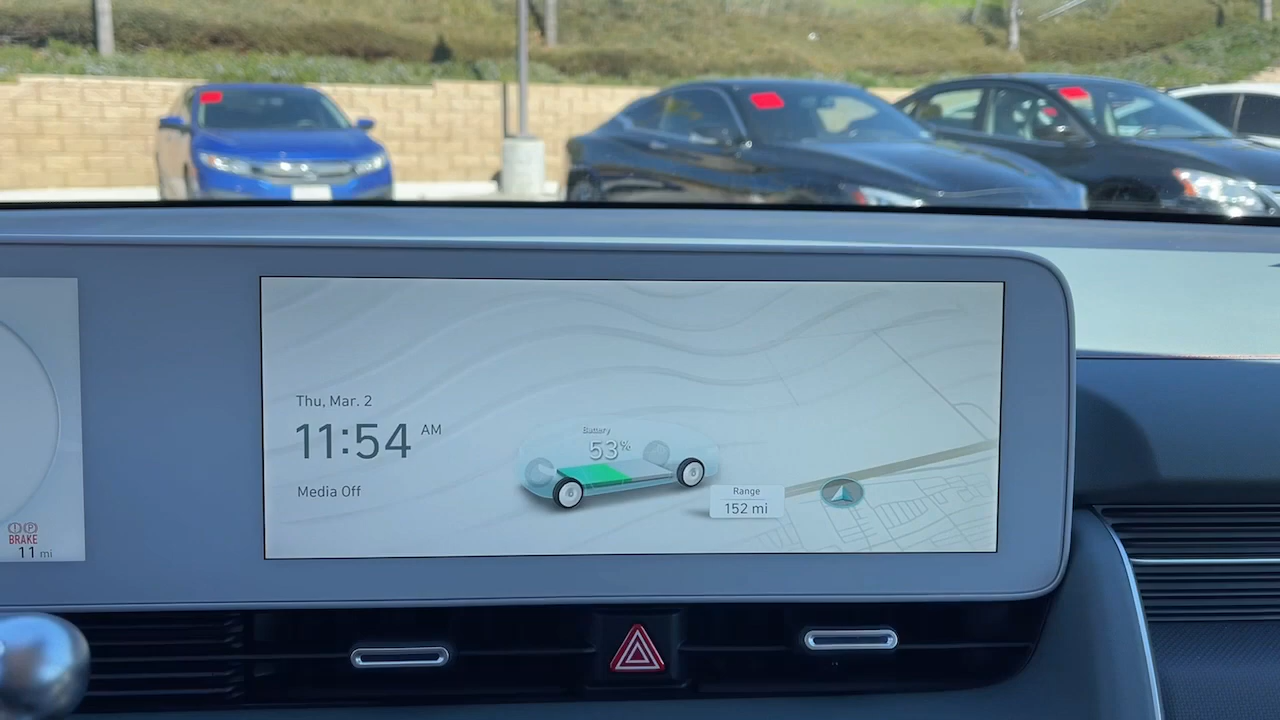 Thu, Mar. 2
11:54 AM
Media Off
Battery
53%
Range
152 mi
BRAKE
11 mi